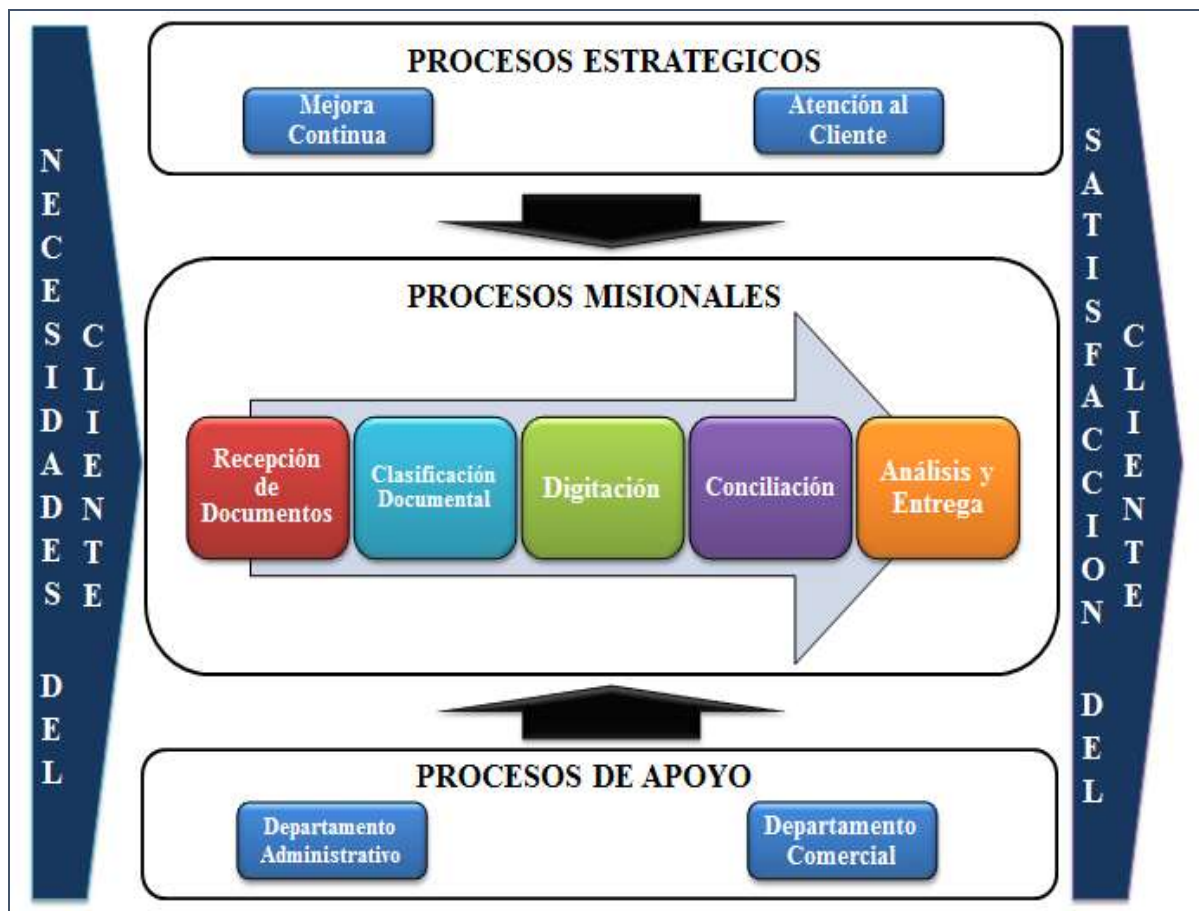 NECESIDADES DEL
CLIENTE
PROCESOS ESTRATEGICOS
Mejora
Continua
Atención al
Cliente
PROCESOS MISIONALES
Recepción
de
Documentos
Clasificación
Documental
Digitación
Conciliación
Análisis y
Entrega
PROCESOS DE APOYO
Departamento
Administrativo
Departamento
Comercial
SATISFACCION DEL
CLIENTE